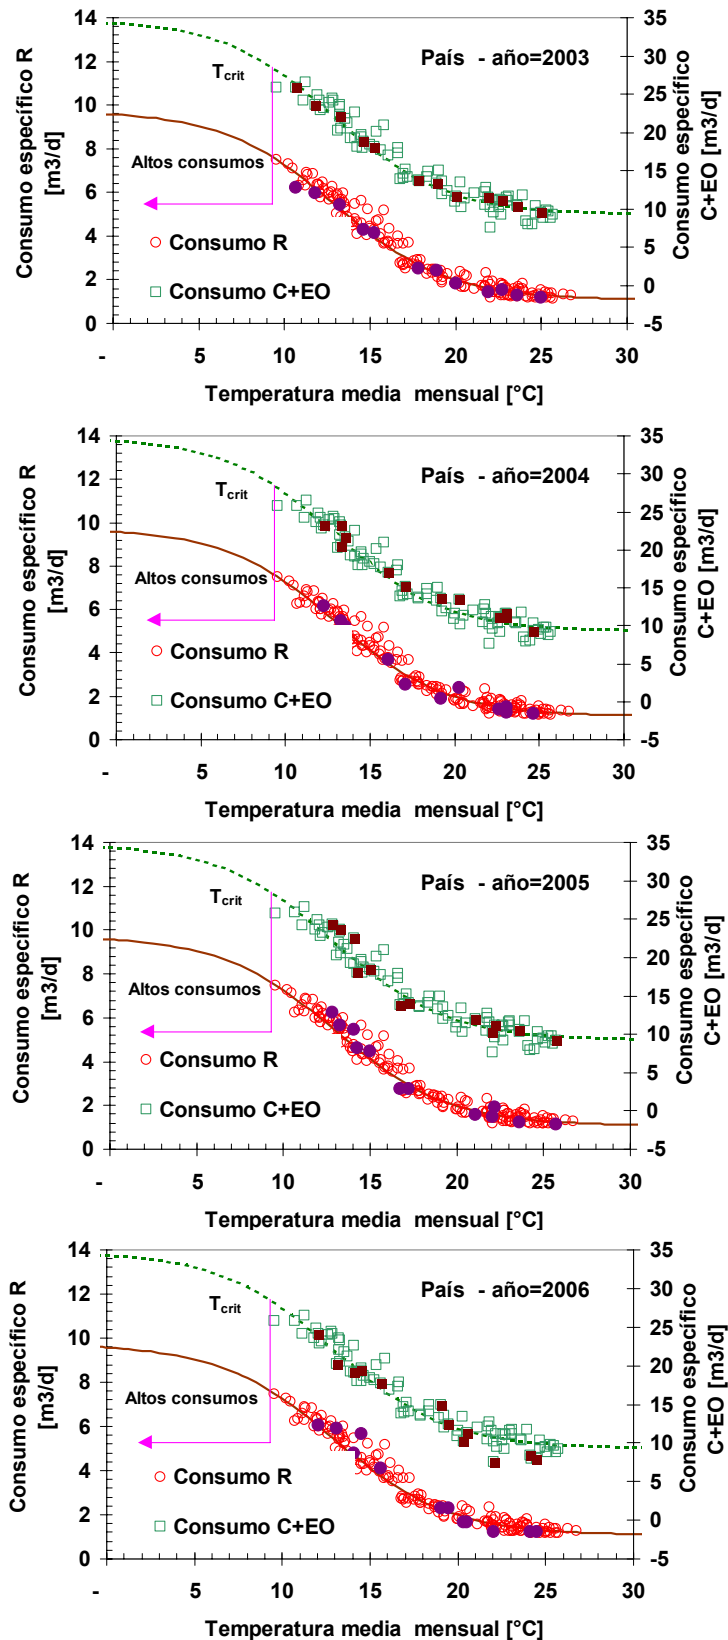 País - año=2003
Consumo específico R
[m3/d]
14
12
10
8
6
4
2
0
35
30
25
20
15
10
5
0
-5
Consumo específico
C+EO [m3/d]
Tcrit
Altos consumos
Consumo R
Consumo C+EO
- 5 10 15 20 25 30
Temperatura media mensual [°C]
País - año=2004
Consumo específico R
[m3/d]
14
12
10
8
6
4
2
0
35
30
25
20
15
10
5
0
-5
Consumo específico
C+EO [m3/d]
Tcrit
Altos consumos
Consumo R
Consumo C+EO
- 5 10 15 20 25 30
Temperatura media mensual [°C]
País - año=2005
Consumo específico R
[m3/d]
14
12
10
8
6
4
2
0
35
30
25
20
15
10
5
0
-5
Consumo específico
C+EO [m3/d]
Tcrit
Altos consumos
Consumo R
Consumo C+EO
- 5 10 15 20 25 30
Temperatura media mensual [°C]
País - año=2006
Consumo específico R
[m3/d]
14
12
10
8
6
4
2
0
35
30
25
20
15
10
5
0
-5
Consumo específico
C+EO [m3/d]
Tcrit
Altos consumos
Consumo R
Consumo C+EO
- 5 10 15 20 25 30
Temperatura media mensual [°C]